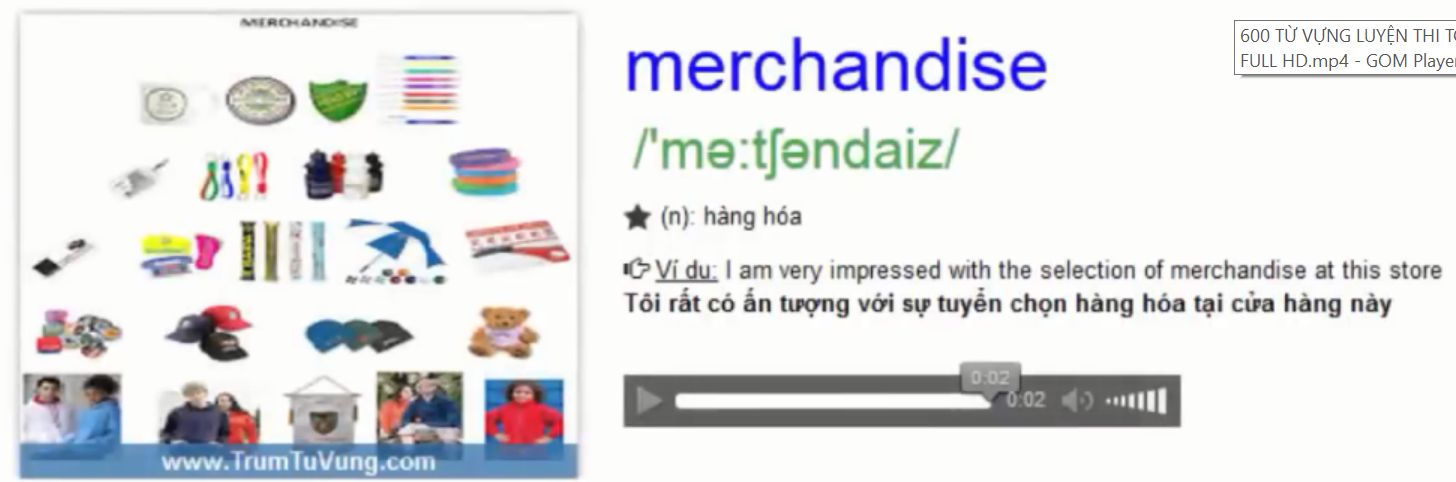 MERCHANDISE
www.TrumTuVung.com
merchandise
/'mə:tʃəndaiz/
(n): hàng hóa
Ví dụ: I am very impressed with the selection of merchandise at this store
Tôi rất có ấn tượng với sự tuyển chọn hàng hóa tại cửa hàng này
0:02
0:02
600 TỪ VỰNG LUYỆN THI T
FULL HD.mp4 - GOM Player